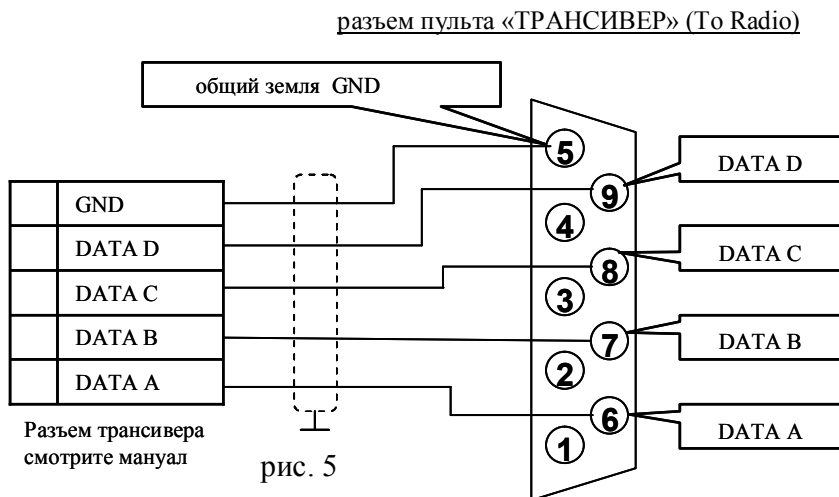 разъем пульта «ТРАНСИВЕР» (To Radio)
общий земля GND
GND
DATA D
DATA C
DATA B
DATA A
Разъем трансивера
смотрите мануал
рис. 5
5
9
4
8
3
7
2
6
1
DATA D
DATA C
DATA B
DATA A